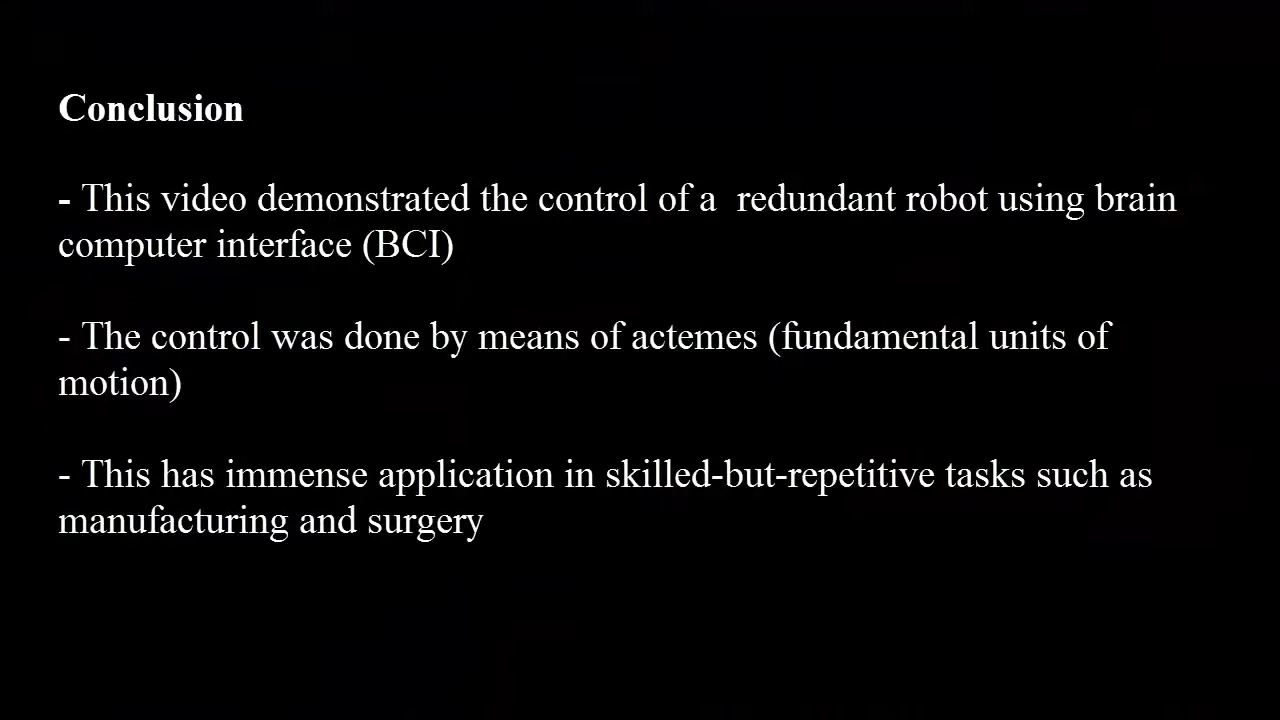 Conclusion
- This video demonstrated the control of a  redundant robot using brain
computer interface (BCI)
- The control was done by means of actemes (fundamental units of
motion)
- This has immense application in skilled-but-repetitive tasks such as
manufacturing and surgery